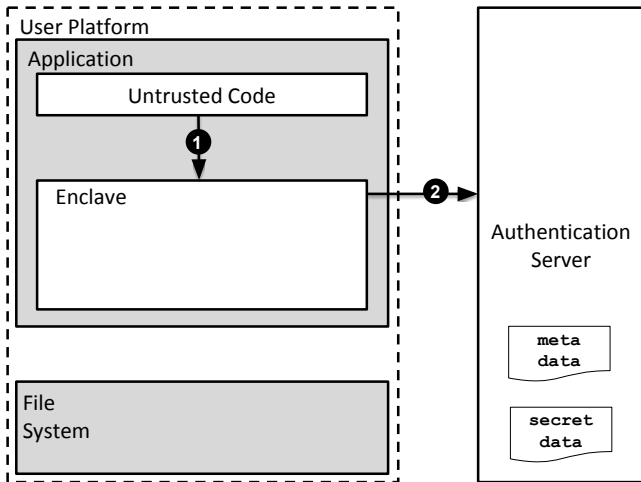 User Platform
Application
Untrusted Code
1
Enclave
2
Authentication
Server
meta
data
File
System
secret
data